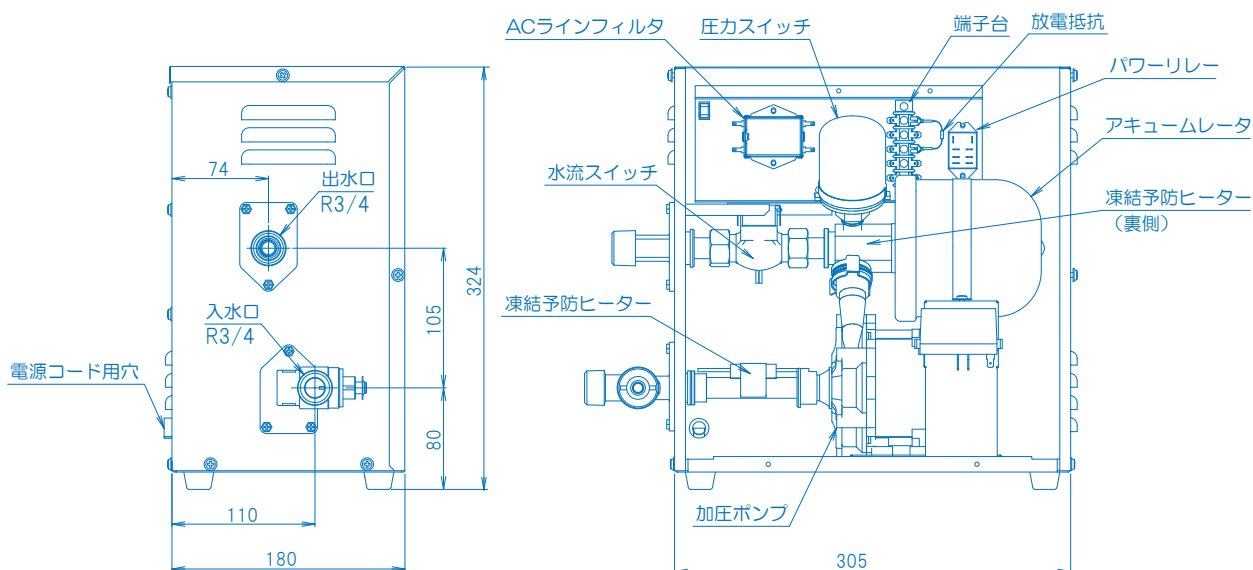 74
出水口
R3/4
324
105
入水口
R3/4
電源コード用穴
80
110
180
ACラインフィルタ
圧力スイッチ
端子台
放電抵抗
パワーリレー
アキュームレータ
水流スイッチ
凍結予防ヒーター
（裏側）
凍結予防ヒーター
加圧ポンプ
305